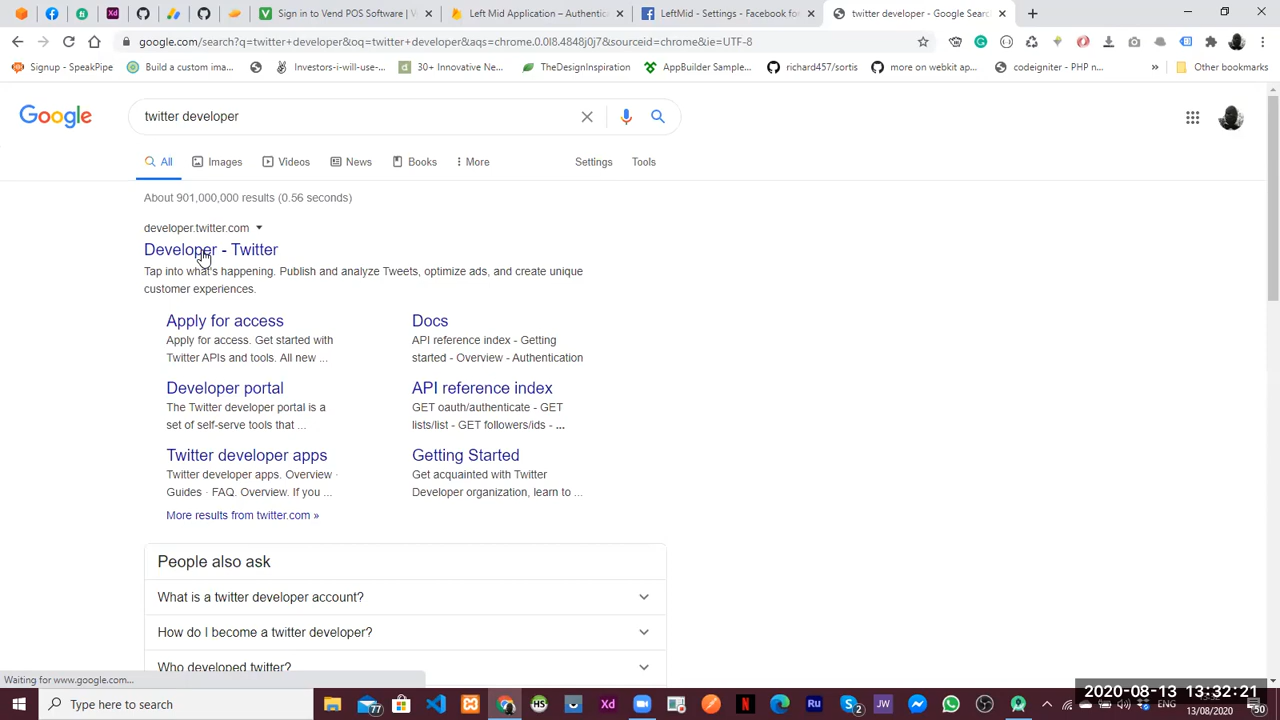 Sign in to Vend POS Software | V
Left Mid Application – Authentic
LeftMid - Settings - Facebook for
twitter developer - Google Searc
google.com/search?q=twitter+developer&oq=twitter+developer&aqs=chrome.0.0l8.4848j0j7&sourceid=chrome&ie=UTF-8
Signup - SpeakPipe
Build a custom ima...
Investors-i-will-use-...
30+ Innovative Ne...
TheDesignInspiration
AppBuilder Sample...
richard457/sortis
more on webkit ap...
codeigniter - PHP n...
»
Other bookmarks
Google
twitter developer
All
Images
Videos
News
Books
More
Settings
Tools
About 901,000,000 results (0.56 seconds)
developer.twitter.com
Developer - Twitter
Tap into what's happening. Publish and analyze Tweets, optimize ads, and create unique
customer experiences.
Apply for access
Apply for access. Get started with
Twitter APIs and tools. All new ...
Docs
API reference index - Getting
started - Overview - Authentication
Developer portal
The Twitter developer portal is a
set of self-serve tools that ...
API reference index
GET oauth/authenticate - GET
lists/list - GET followers/ids - ...
Twitter developer apps
Twitter developer apps. Overview ·
Guides · FAQ. Overview. If you ...
Getting Started
Get acquainted with Twitter
Developer organization, learn to ...
More results from twitter.com »
People also ask
What is a twitter developer account?
How do I become a twitter developer?
Who developed twitter?
Waiting for www.google.com...
Type here to search
ENG
2020-08-13 13:32:21
13/08/2020